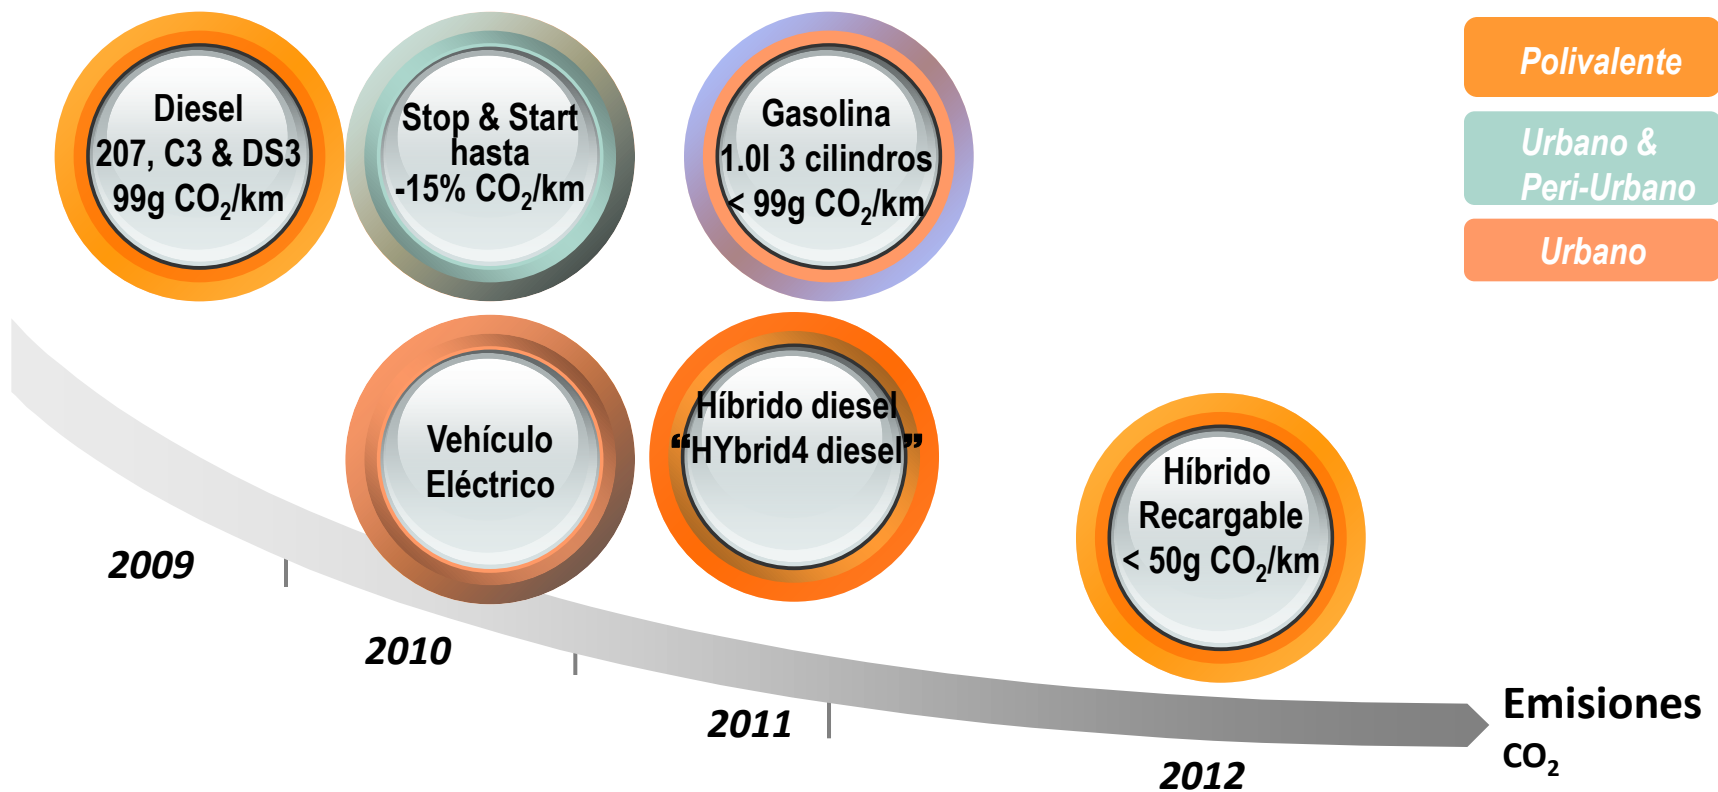 Diesel
207, C3 & DS3
99g CO₂/km
Stop & Start
hasta
-15% CO₂/km
Gasolina
1.0l 3 cilindros
< 99g CO₂/km
Polivalente
Urbano &
Peri-Urbano
Urbano
Vehículo
Eléctrico
Híbrido diesel
“HYbrid4 diesel”
Híbrido
Recargable
< 50g CO₂/km
2009
2010
2011
2012
Emisiones
CO₂